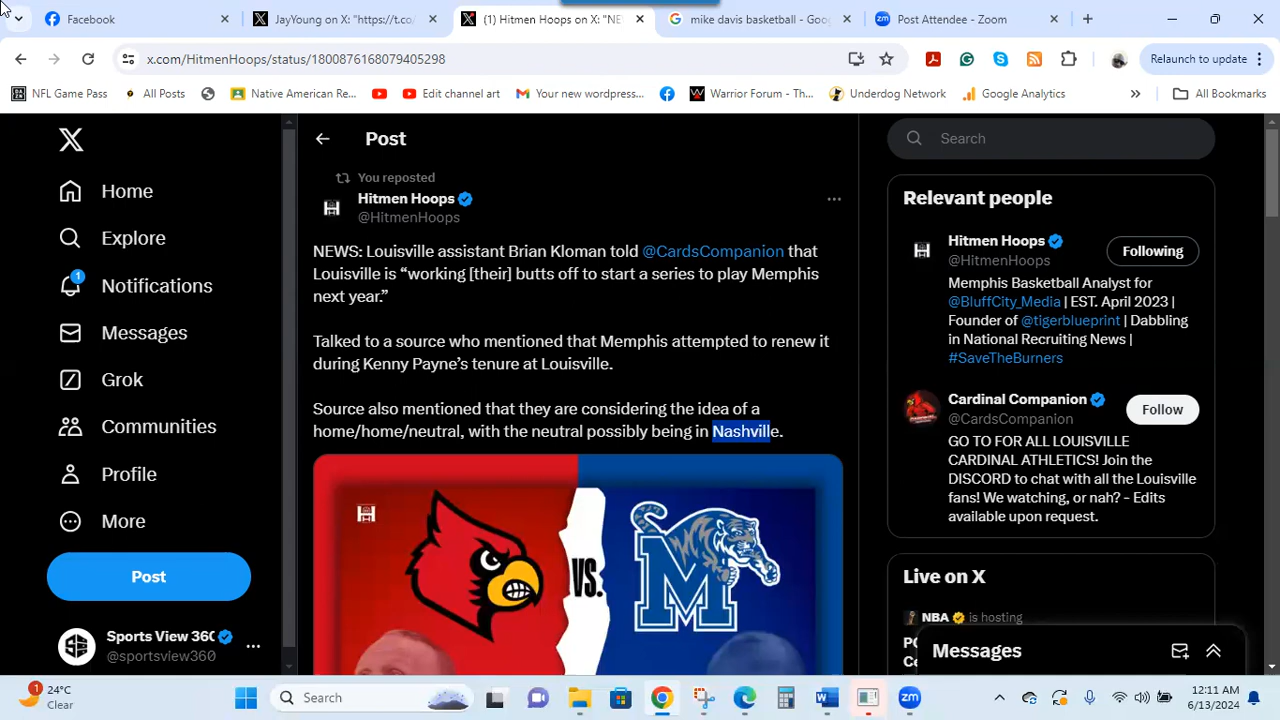 Facebook
JayYoung on X: "https://t.co/
(1) Hitmen Hoops on X: "NE
mike davis basketball - Goo
Post Attendee - Zoom
x.com/HitmenHoops/status/1800876168079405298
Relaunch to update
NFL Game Pass
All Posts
Native American Re...
Edit channel art
Your new wordpress...
Warrior Forum - Th...
Underdog Network
Google Analytics
All Bookmarks
Home
Explore
1
Notifications
Messages
Grok
Communities
Profile
More
Post
Sports View 360
@sportsview360
Post
You reposted
Hitmen Hoops
@HitmenHoops
NEWS: Louisville assistant Brian Kloman told @CardsCompanion that
Louisville is “working [their] butts off to start a series to play Memphis
next year.”
Talked to a source who mentioned that Memphis attempted to renew it
during Kenny Payne’s tenure at Louisville.
Source also mentioned that they are considering the idea of a
home/home/neutral, with the neutral possibly being in Nashville.
VS.
M
Search
Relevant people
Hitmen Hoops
@HitmenHoops
Following
Memphis Basketball Analyst for
@BluffCity_Media | EST. April 2023 |
Founder of @tigerblueprint | Dabbling
in National Recruiting News |
#SaveTheBurners
Cardinal Companion
@CardsCompanion
Follow
GO TO FOR ALL LOUISVILLE
CARDINAL ATHLETICS! Join the
DISCORD to chat with all the Louisville
fans! We watching, or nah? - Edits
available upon request.
Live on X
NBA is hosting
Messages
1
24°C
Clear
Search
12:11 AM
6/13/2024